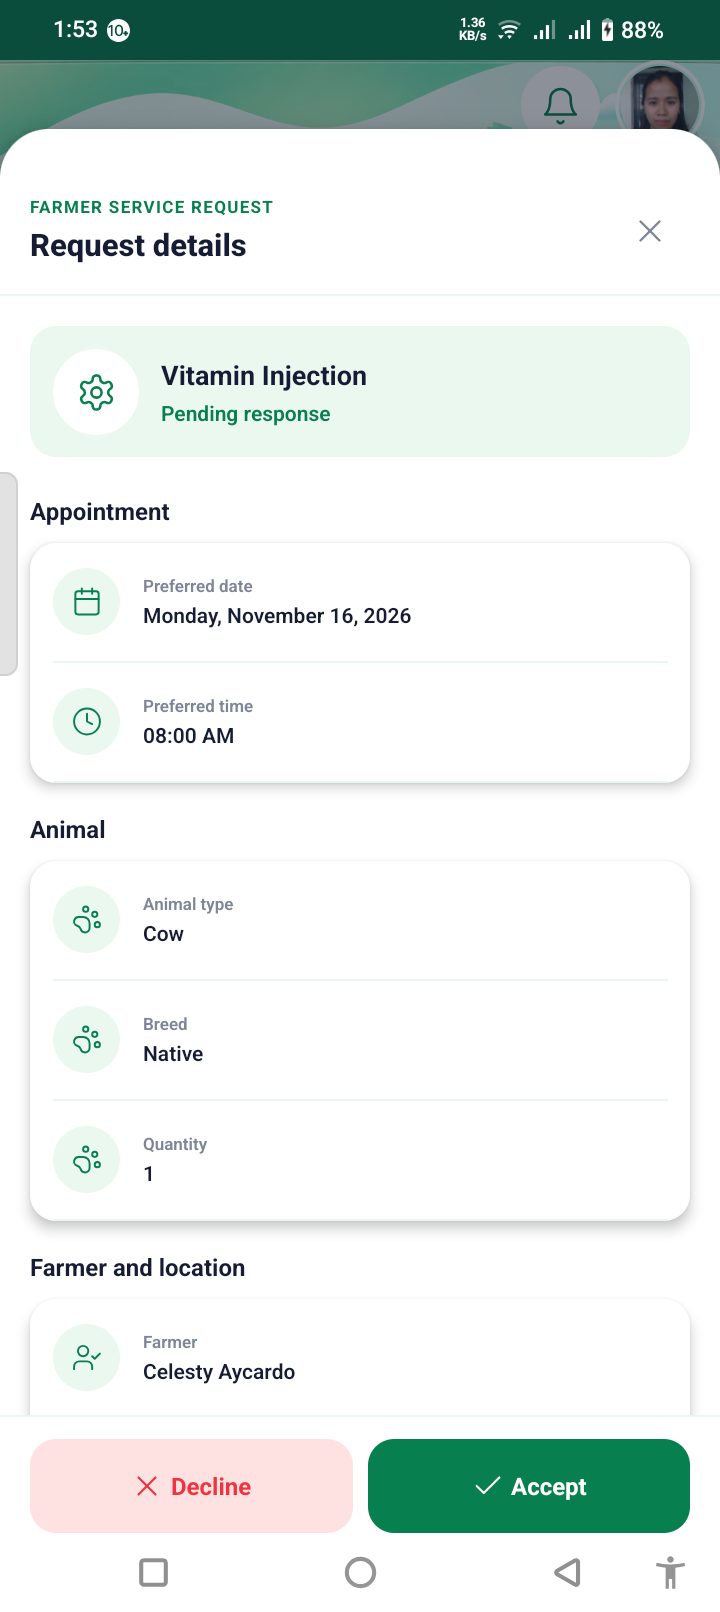 1:53 10
1.36 KB/s 88%
FARMER SERVICE REQUEST
Request details
Vitamin Injection
Pending response
Appointment
Preferred date
Monday, November 16, 2026
Preferred time
08:00 AM
Animal
Animal type
Cow
Breed
Native
Quantity
1
Farmer and location
Farmer
Celesty Aycardo
Decline
Accept